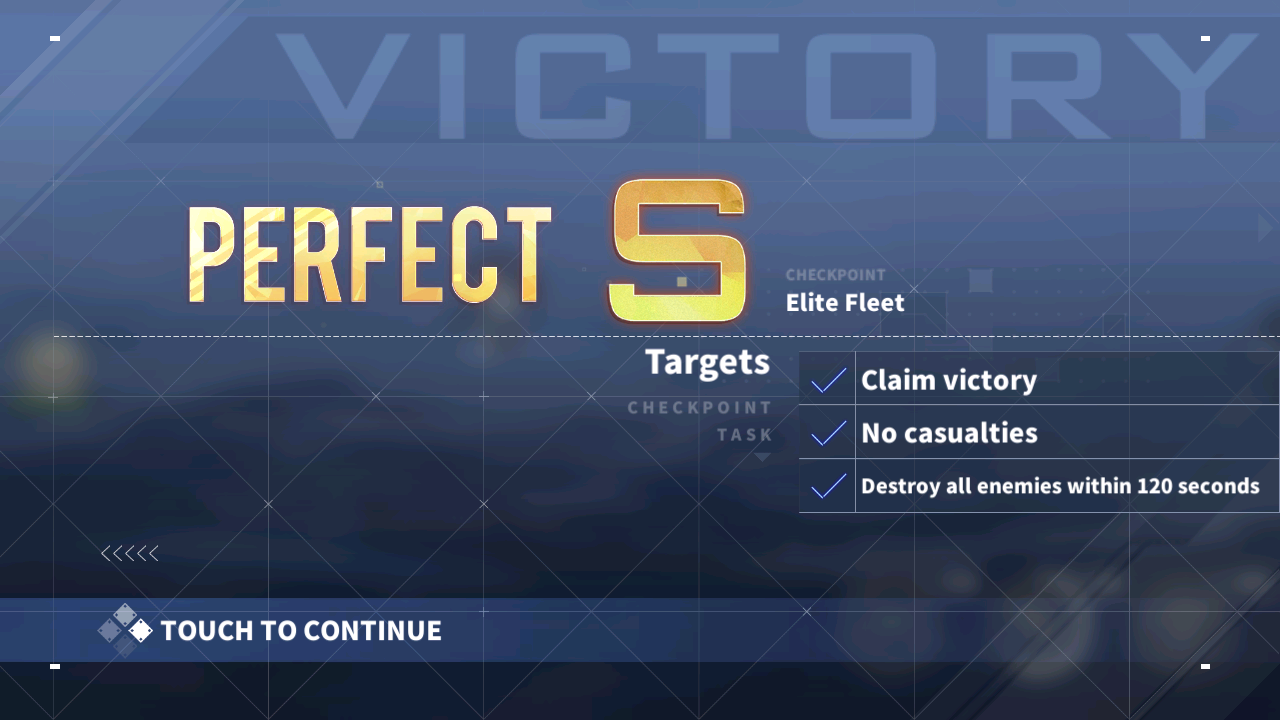 VICTORY
PERFECT S
CHECKPOINT
Elite Fleet
Targets
CHECKPOINT
TASK
Claim victory
No casualties
Destroy all enemies within 120 seconds
TOUCH TO CONTINUE